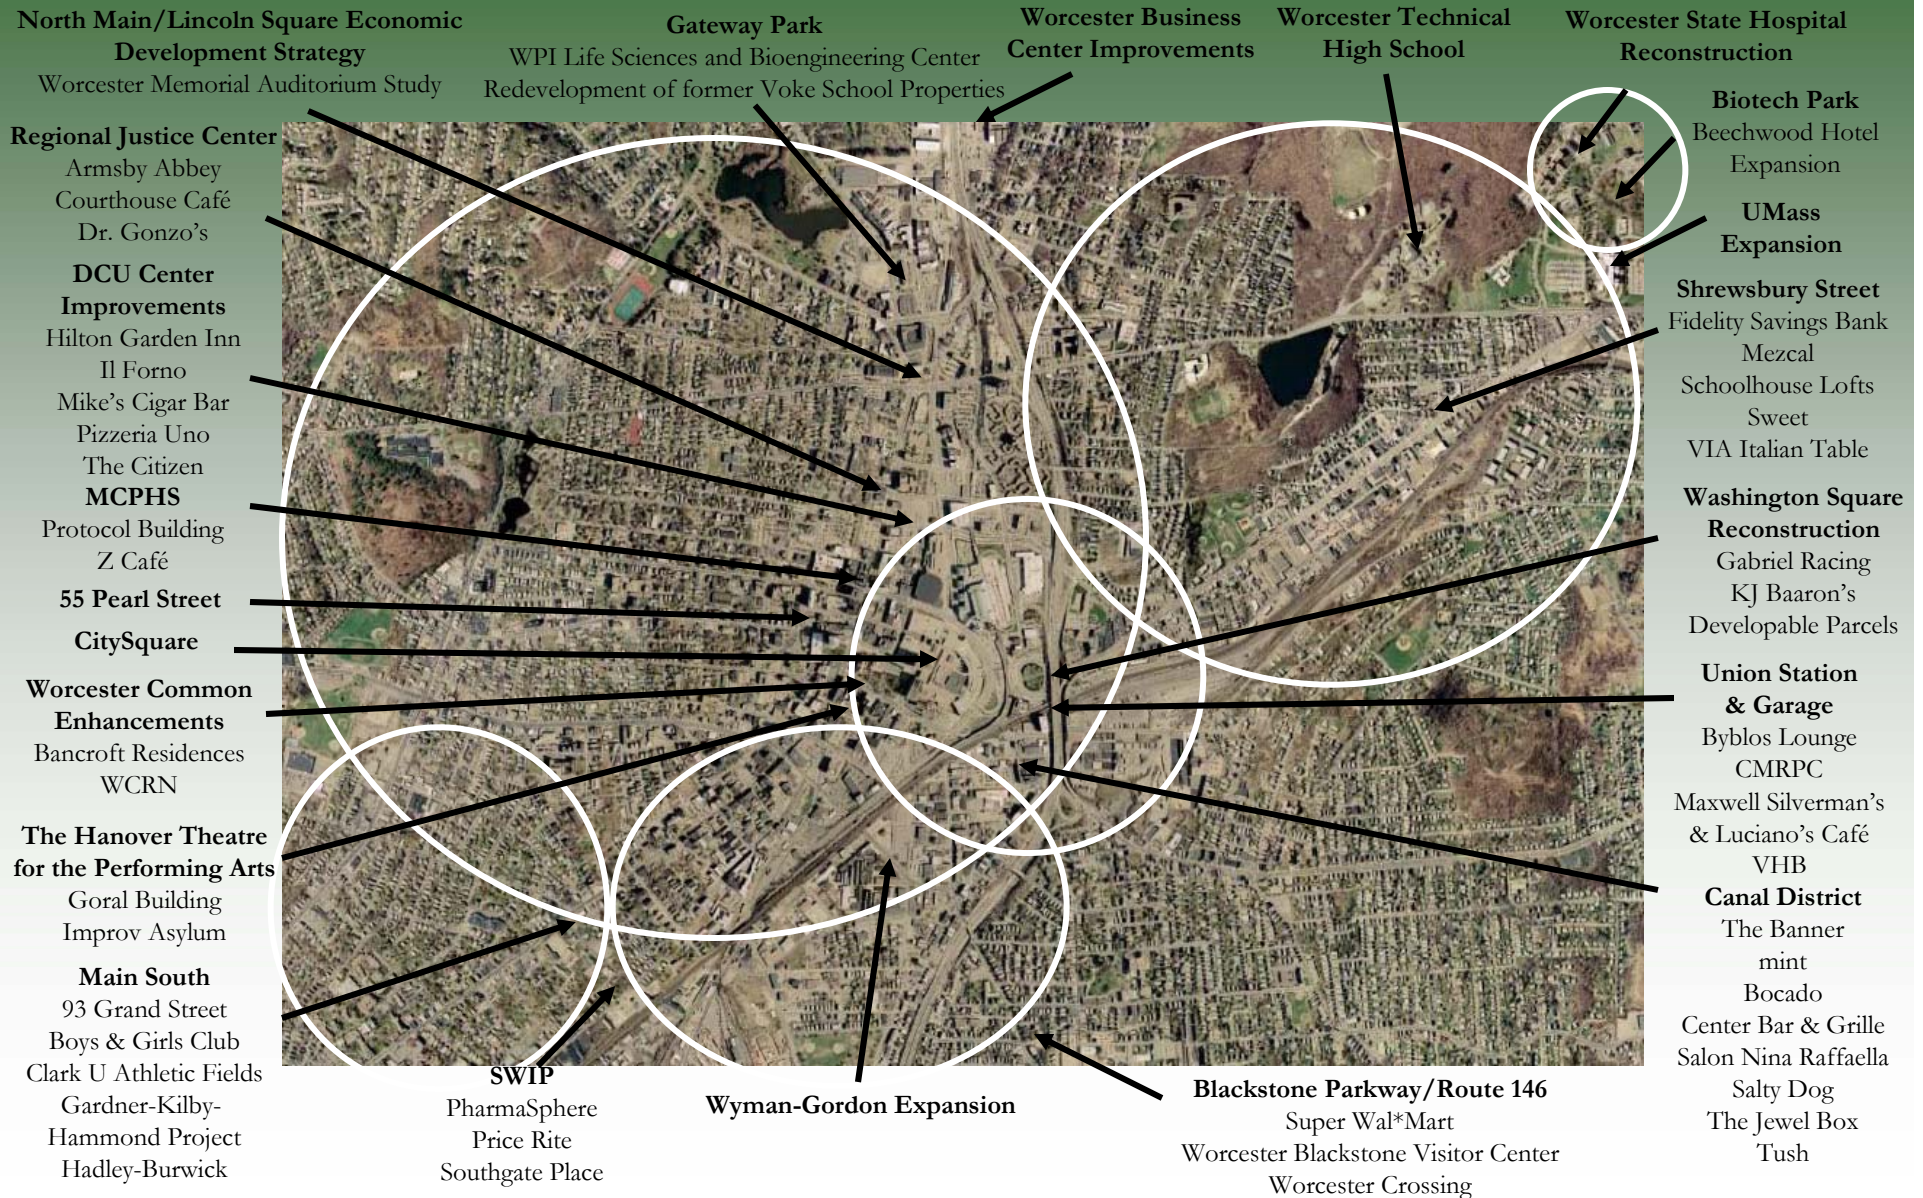 North Main/Lincoln Square Economic
Development Strategy
Worcester Memorial Auditorium Study
Gateway Park
WPI Life Sciences and Bioengineering Center
Redevelopment of former Voke School Properties
Worcester Business
Center Improvements
Worcester Technical
High School
Worcester State Hospital
Reconstruction
Regional Justice Center
Armsby Abbey
Courthouse Café
Dr. Gonzo’s
DCU Center
Improvements
Hilton Garden Inn
Il Forno
Mike’s Cigar Bar
Pizzeria Uno
The Citizen
MCPHS
Protocol Building
Z Café
55 Pearl Street
CitySquare
Worcester Common
Enhancements
Bancroft Residences
WCRN
The Hanover Theatre
for the Performing Arts
Goral Building
Improv Asylum
Main South
93 Grand Street
Boys & Girls Club
Clark U Athletic Fields
Gardner-Kilby-
Hammond Project
Hadley-Burwick
SWIP
PharmaSphere
Price Rite
Southgate Place
Wyman-Gordon Expansion
Blackstone Parkway/Route 146
Super Wal*Mart
Worcester Blackstone Visitor Center
Worcester Crossing
Biotech Park
Beechwood Hotel
Expansion
UMass
Expansion
Shrewsbury Street
Fidelity Savings Bank
Mezcal
Schoolhouse Lofts
Sweet
VIA Italian Table
Washington Square
Reconstruction
Gabriel Racing
KJ Baaron’s
Developable Parcels
Union Station
& Garage
Byblos Lounge
CMRPC
Maxwell Silverman’s
& Luciano’s Café
VHB
Canal District
The Banner
mint
Bocado
Center Bar & Grille
Salon Nina Raffaella
Salty Dog
The Jewel Box
Tush